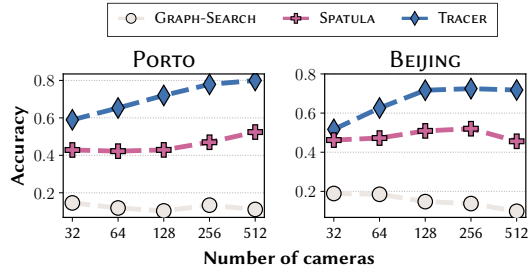 GRAPH-SEARCH SPATULA TRACER
PORTO
BEIJING
Accuracy
0.8
0.6
0.4
0.2
32 64 128 256 512
0.8
0.6
0.4
0.2
32 64 128 256 512
Number of cameras